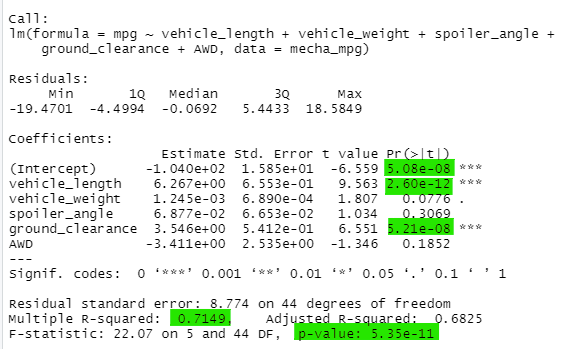 Call:
lm(formula = mpg ~ vehicle_length + vehicle_weight + spoiler_angle +
    ground_clearance + AWD, data = mecha_mpg)
Residuals:
     Min       1Q   Median       3Q      Max
-19.4701  -4.4994  -0.0692   5.4433  18.5849
Coefficients:
                   Estimate Std. Error t value Pr(>|t|)
(Intercept)      -1.040e+02  1.585e+01  -6.559 5.08e-08 ***
vehicle_length    6.267e+00  6.553e-01   9.563 2.60e-12 ***
vehicle_weight    1.245e-03  6.890e-04   1.807   0.0776 .
spoiler_angle     6.877e-02  6.653e-02   1.034   0.3069
ground_clearance  3.546e+00  5.412e-01   6.551 5.21e-08 ***
AWD              -3.411e+00  2.535e+00  -1.346   0.1852
---
Signif. codes:  0 ‘***’ 0.001 ‘**’ 0.01 ‘*’ 0.05 ‘.’ 0.1 ‘ ’ 1
Residual standard error: 8.774 on 44 degrees of freedom
Multiple R-squared:  0.7149,	Adjusted R-squared:  0.6825
F-statistic: 22.07 on 5 and 44 DF,  p-value: 5.35e-11